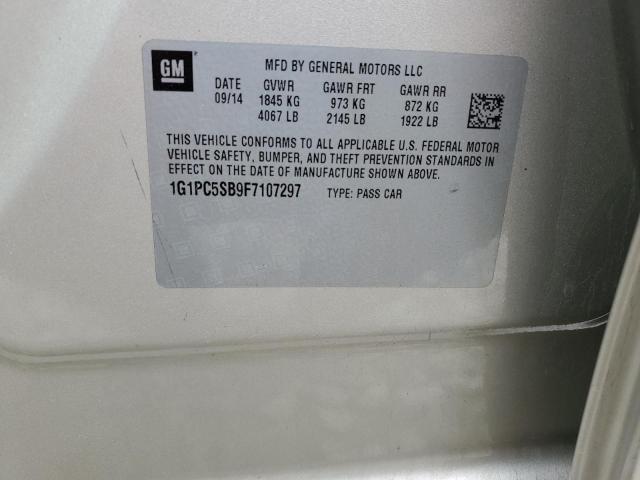 GM
MFD BY GENERAL MOTORS LLC
DATE GVWR GAWR FRT GAWR RR
09/14 1845 KG 973 KG 872 KG
4067 LB 2145 LB 1922 LB
THIS VEHICLE CONFORMS TO ALL APPLICABLE U.S. FEDERAL MOTOR
VEHICLE SAFETY, BUMPER, AND THEFT PREVENTION STANDARDS IN
EFFECT ON THE DATE OF MANUFACTURE SHOWN ABOVE.
1G1PC5SB9F7107297 TYPE: PASS CAR